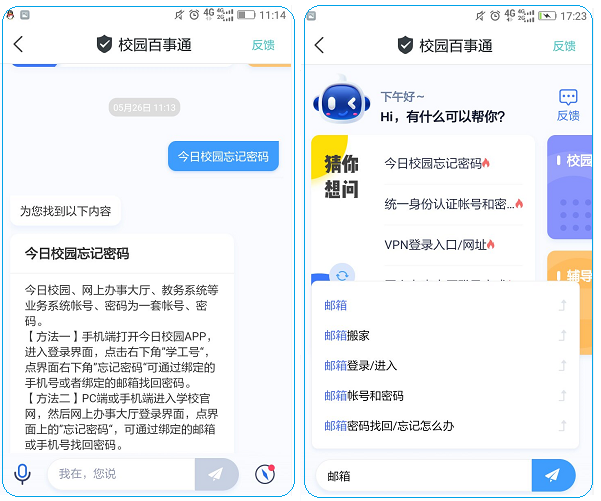 4G 11:14
校园百事通
反馈
05月26日 11:13
今日校园忘记密码
为您找到以下内容
今日校园忘记密码
今日校园、网上办事大厅、教务系统等
业务系统帐号、密码为一套帐号、密
码。
【方法一】手机端打开今日校园APP，
进入登录界面，点击右下角“学工号”，
点界面右下角“忘记密码”可通过绑定的
手机号或者绑定的邮箱找回密码。
【方法二】PC端或手机端进入学校官
网，然后网上办事大厅登录界面，点界
面上的“忘记密码”，可通过绑定的邮箱
或手机号找回密码。
我在，您说
4G 17:23
校园百事通
反馈
下午好~
Hi，有什么可以帮你?
反馈
猜你
想问
今日校园忘记密码
统一身份认证帐号和密...
VPN登录入口/网址
校园
辅导
邮箱
邮箱搬家
邮箱登录/进入
邮箱帐号和密码
邮箱密码找回/忘记怎么办
邮箱